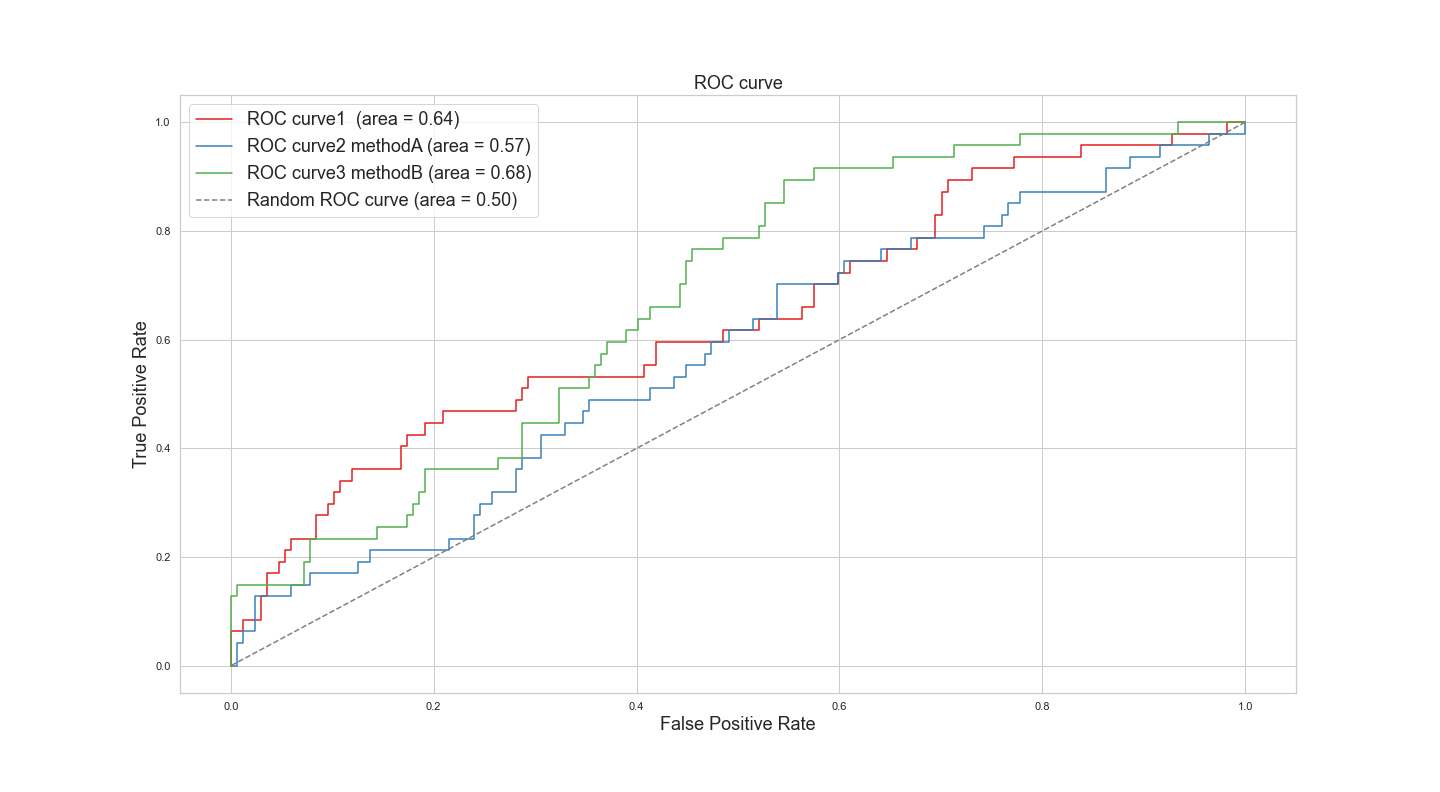 ROC curve
ROC curve1  (area = 0.64)
ROC curve2 methodA (area = 0.57)
ROC curve3 methodB (area = 0.68)
Random ROC curve (area = 0.50)
True Positive Rate
1.0
0.8
0.6
0.4
0.2
0.0
0.0 0.2 0.4 0.6 0.8 1.0
False Positive Rate